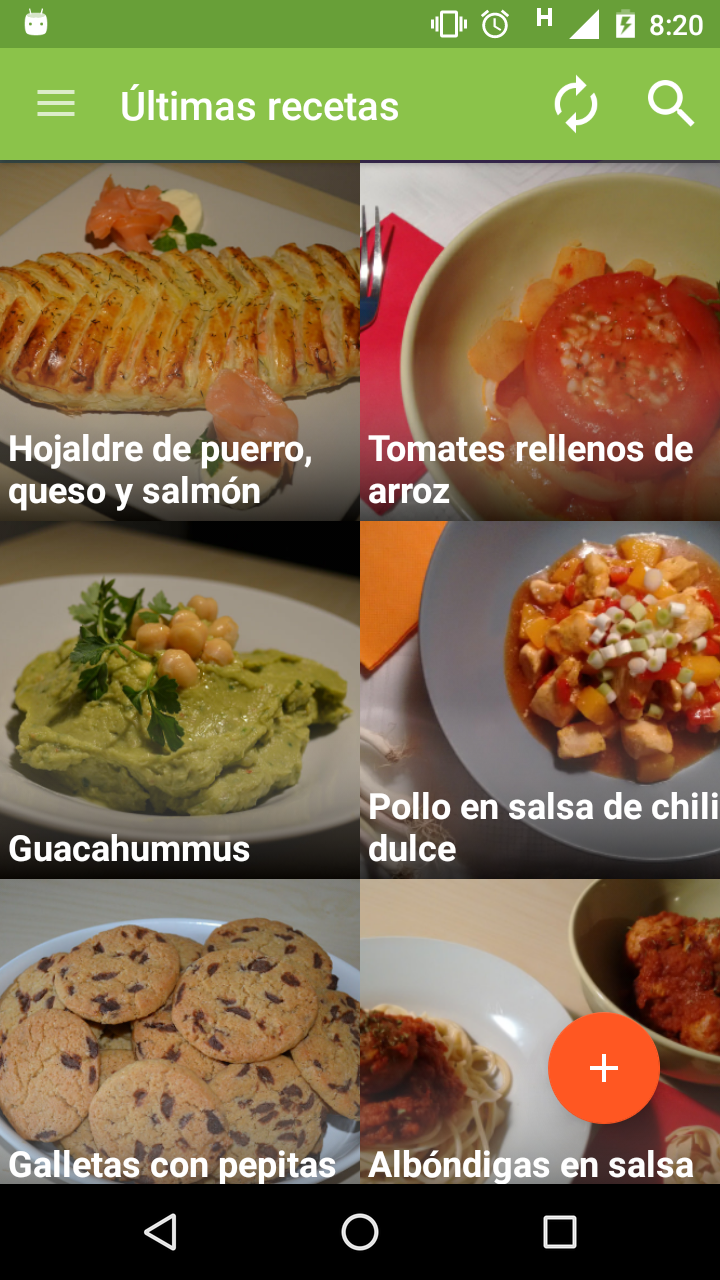 H 8:20
Últimas recetas
Hojaldre de puerro,
queso y salmón
Tomates rellenos de
arroz
Guacahummus
Pollo en salsa de chili
dulce
Galletas con pepitas
Albóndigas en salsa